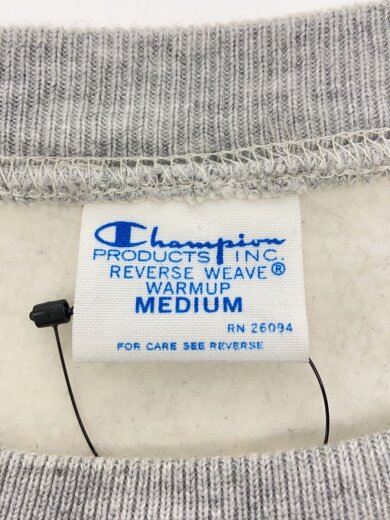 Champion
PRODUCTS INC.
REVERSE WEAVE®
WARMUP
MEDIUM
RN 26094
FOR CARE SEE REVERSE